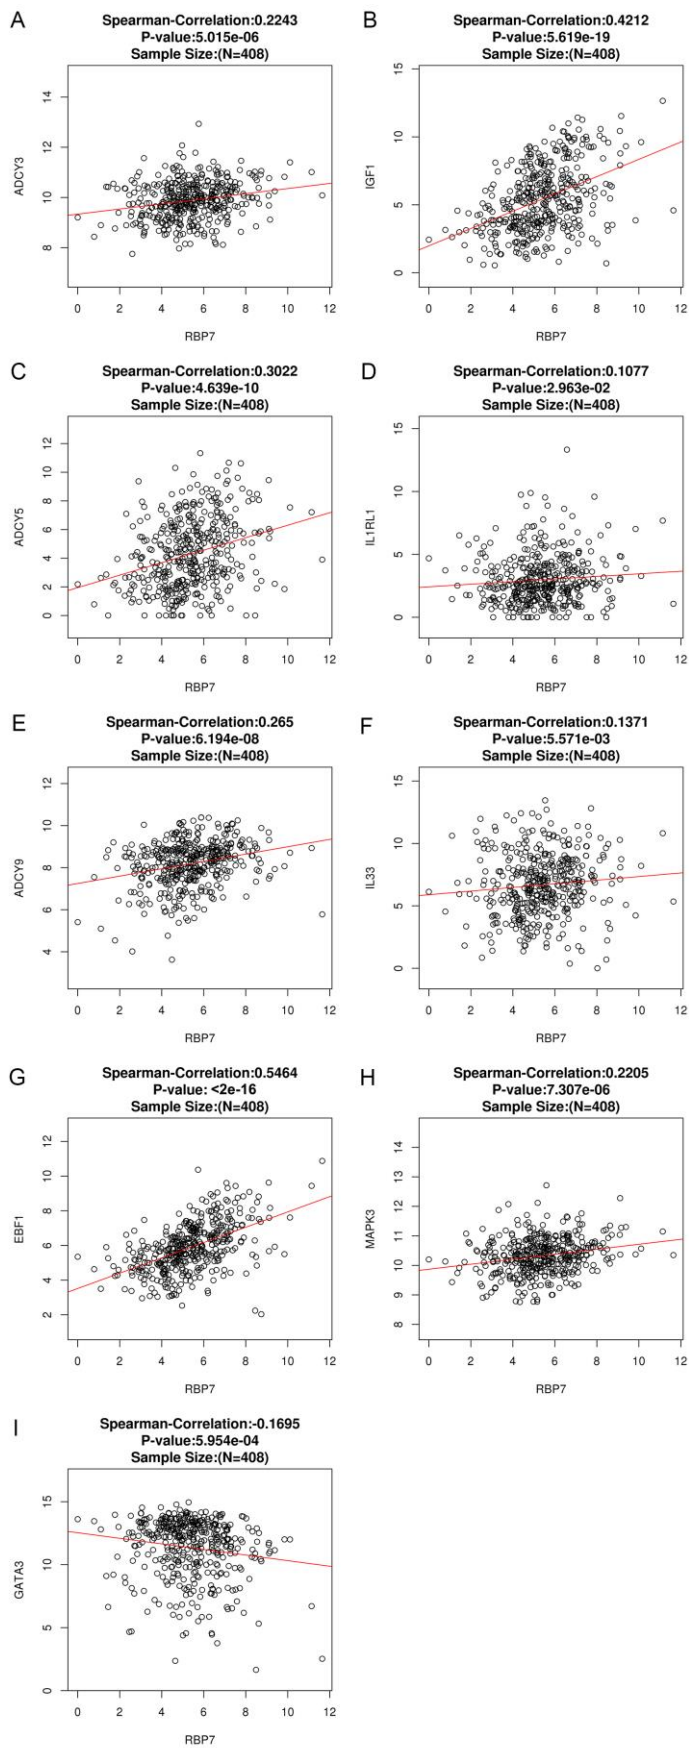 A
Spearman-Correlation:0.2243
P-value:5.015e-06
Sample Size:(N=408)
14
12
10
8
ADCY3
0 2 4 6 8 10 12
RBP7
B
Spearman-Correlation:0.4212
P-value:5.619e-19
Sample Size:(N=408)
15
10
5
0
IGF1
0 2 4 6 8 10 12
RBP7
C
Spearman-Correlation:0.3022
P-value:4.639e-10
Sample Size:(N=408)
12
10
8
6
4
2
0
ADCY5
0 2 4 6 8 10 12
RBP7
D
Spearman-Correlation:0.1077
P-value:2.963e-02
Sample Size:(N=408)
15
10
5
0
IL1RL1
0 2 4 6 8 10 12
RBP7
E
Spearman-Correlation:0.265
P-value:6.194e-08
Sample Size:(N=408)
12
10
8
6
4
ADCY9
0 2 4 6 8 10 12
RBP7
F
Spearman-Correlation:0.1371
P-value:5.571e-03
Sample Size:(N=408)
15
10
5
0
IL33
0 2 4 6 8 10 12
RBP7
G
Spearman-Correlation:0.5464
P-value: <2e-16
Sample Size:(N=408)
12
10
8
6
4
2
EBF1
0 2 4 6 8 10 12
RBP7
H
Spearman-Correlation:0.2205
P-value:7.307e-06
Sample Size:(N=408)
14
13
12
11
10
9
8
MAPK3
0 2 4 6 8 10 12
RBP7
I
Spearman-Correlation:-0.1695
P-value:5.954e-04
Sample Size:(N=408)
15
10
5
0
GATA3
0 2 4 6 8 10 12
RBP7